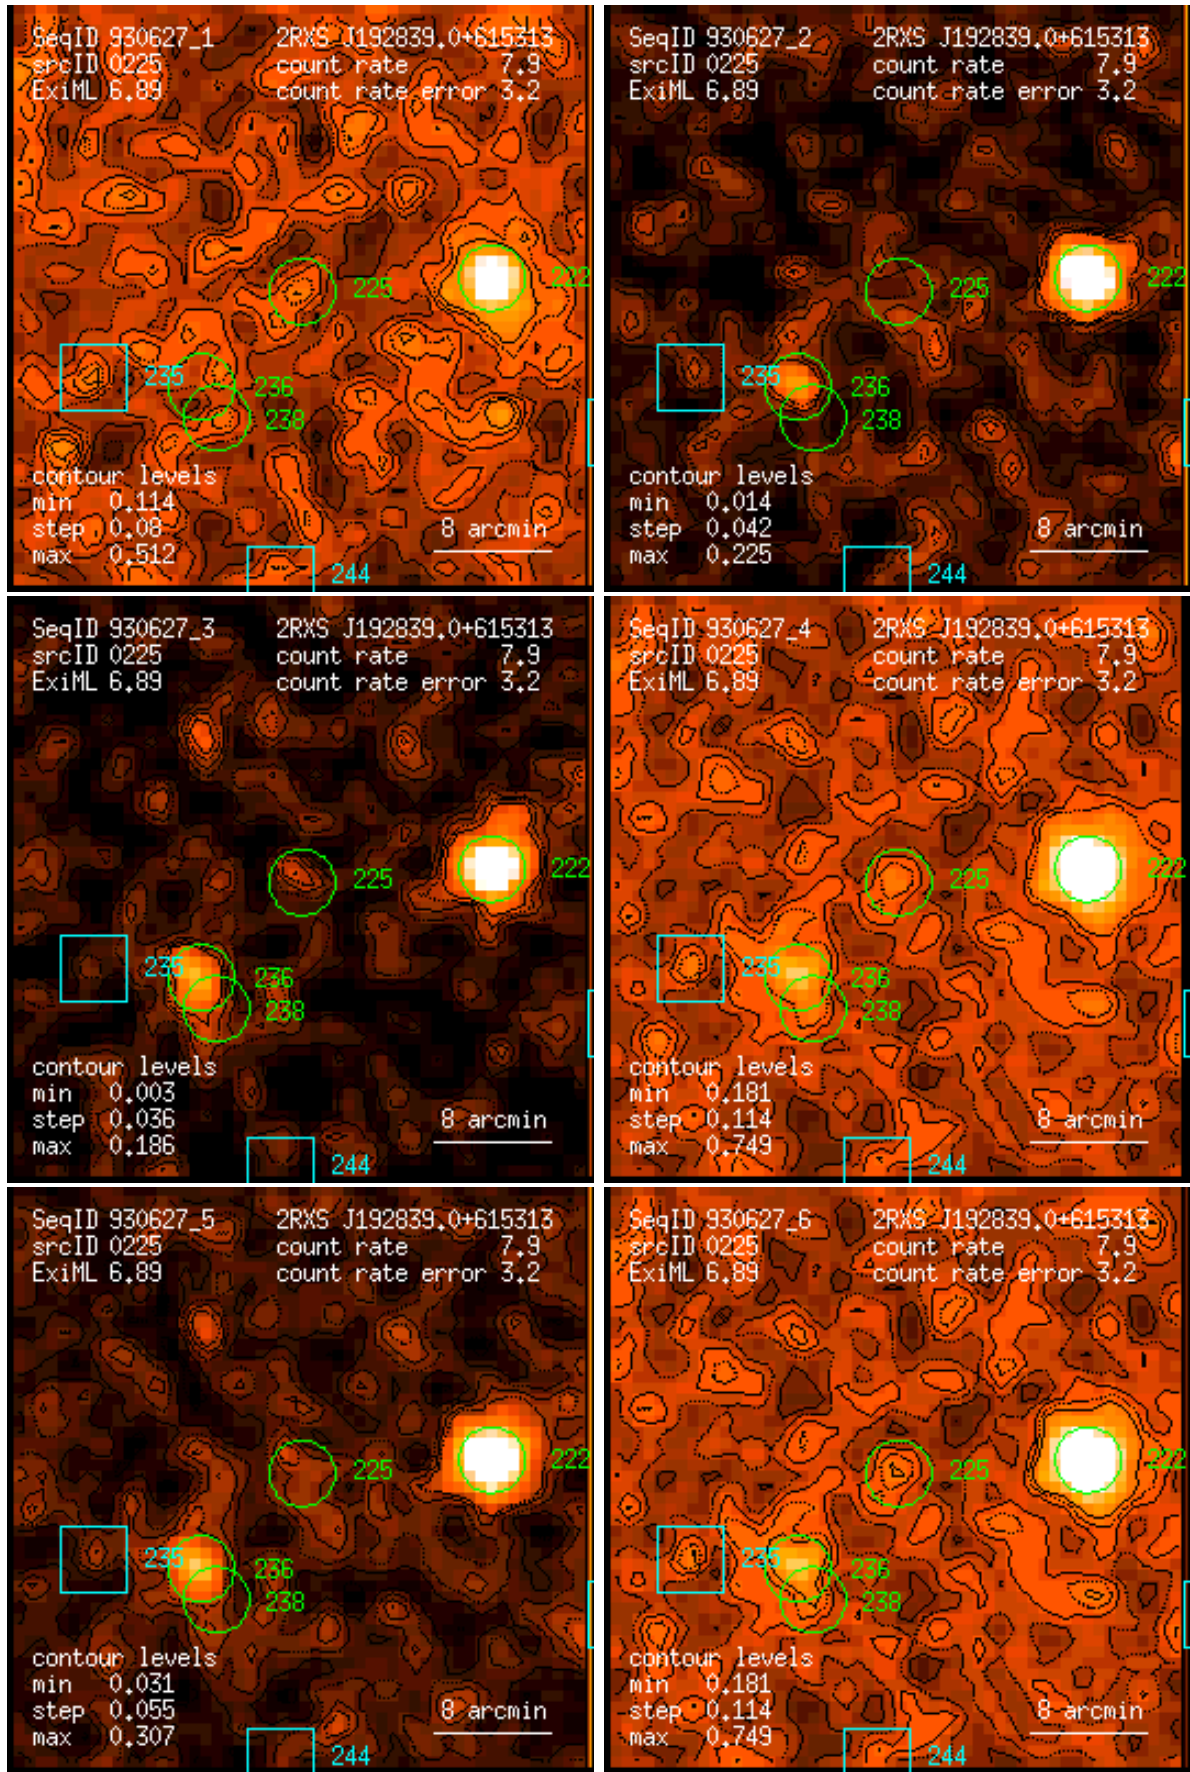 SeqID 930627_1 2RXS J192839.0+615313
srcID 0225 count rate 7.9
ExiML 6.89 count rate error 3.2
222
225
235 236
238
contour levels
min 0.114
step 0.08 8 arcmin
max 0.512
244
SeqID 930627_2 2RXS J192839.0+615313
srcID 0225 count rate 7.9
ExiML 6.89 count rate error 3.2
222
225
235 236
238
contour levels
min 0.014
step 0.042 8 arcmin
max 0.225
244
SeqID 930627_3 2RXS J192839.0+615313
srcID 0225 count rate 7.9
ExiML 6.89 count rate error 3.2
222
225
235 236
238
contour levels
min 0.003
step 0.036 8 arcmin
max 0.186
244
SeqID 930627_4 2RXS J192839.0+615313
srcID 0225 count rate 7.9
ExiML 6.89 count rate error 3.2
222
225
235 236
238
contour levels
min 0.181
step 0.114 8 arcmin
max 0.749
244
SeqID 930627_5 2RXS J192839.0+615313
srcID 0225 count rate 7.9
ExiML 6.89 count rate error 3.2
222
225
235 236
238
contour levels
min 0.031
step 0.055 8 arcmin
max 0.307
244
SeqID 930627_6 2RXS J192839.0+615313
srcID 0225 count rate 7.9
ExiML 6.89 count rate error 3.2
222
225
235 236
238
contour levels
min 0.181
step 0.114 8 arcmin
max 0.749
244